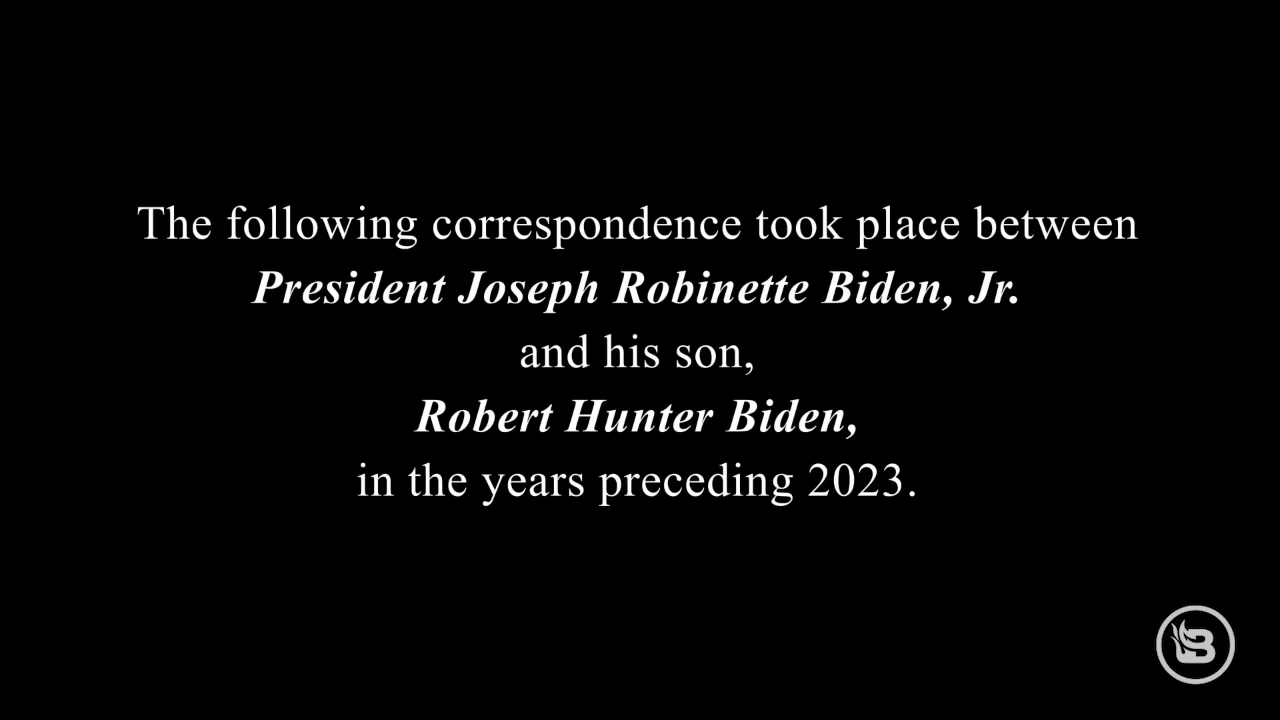 The following correspondence took place between
President Joseph Robinette Biden, Jr.
and his son,
Robert Hunter Biden,
in the years preceding 2023.
B